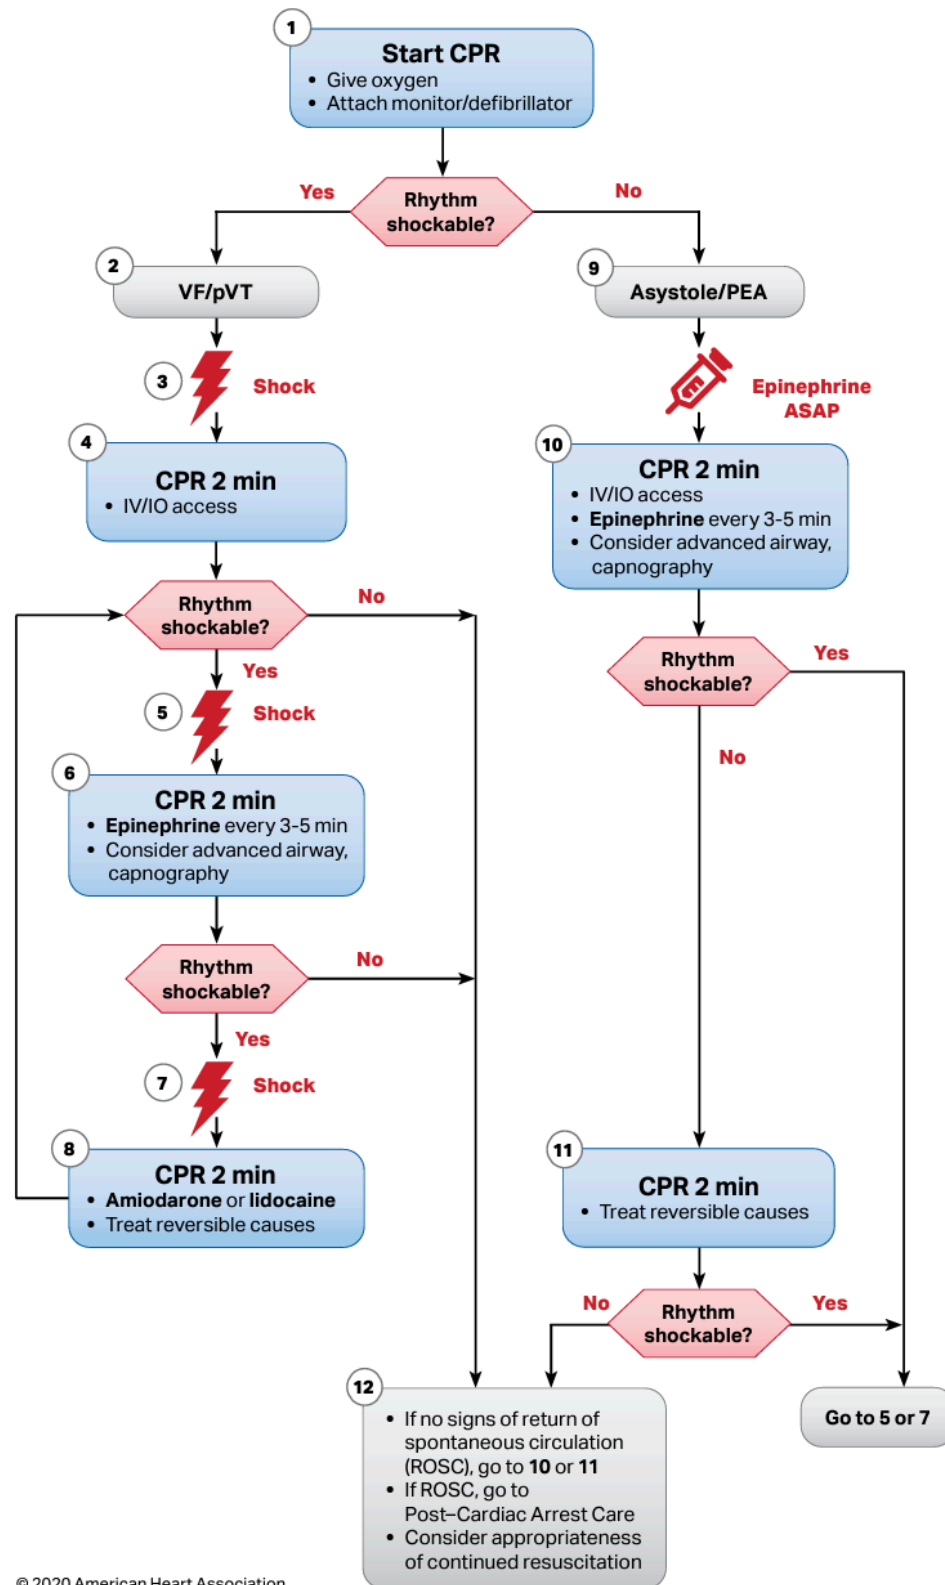 1
Start CPR
• Give oxygen
• Attach monitor/defibrillator
Yes
Rhythm
shockable?
No
2
VF/pVT
3
Shock
4
CPR 2 min
• IV/IO access
Rhythm
shockable?
No
Yes
5
Shock
6
CPR 2 min
• Epinephrine every 3-5 min
• Consider advanced airway,
capnography
Rhythm
shockable?
No
Yes
7
Shock
8
CPR 2 min
• Amiodarone or lidocaine
• Treat reversible causes
9
Asystole/PEA
Epinephrine
ASAP
10
CPR 2 min
• IV/IO access
• Epinephrine every 3-5 min
• Consider advanced airway,
capnography
Rhythm
shockable?
Yes
No
11
CPR 2 min
• Treat reversible causes
No
Rhythm
shockable?
Yes
12
• If no signs of return of
spontaneous circulation
(ROSC), go to 10 or 11
• If ROSC, go to
Post–Cardiac Arrest Care
• Consider appropriateness
of continued resuscitation
Go to 5 or 7
© 2020 American Heart Association